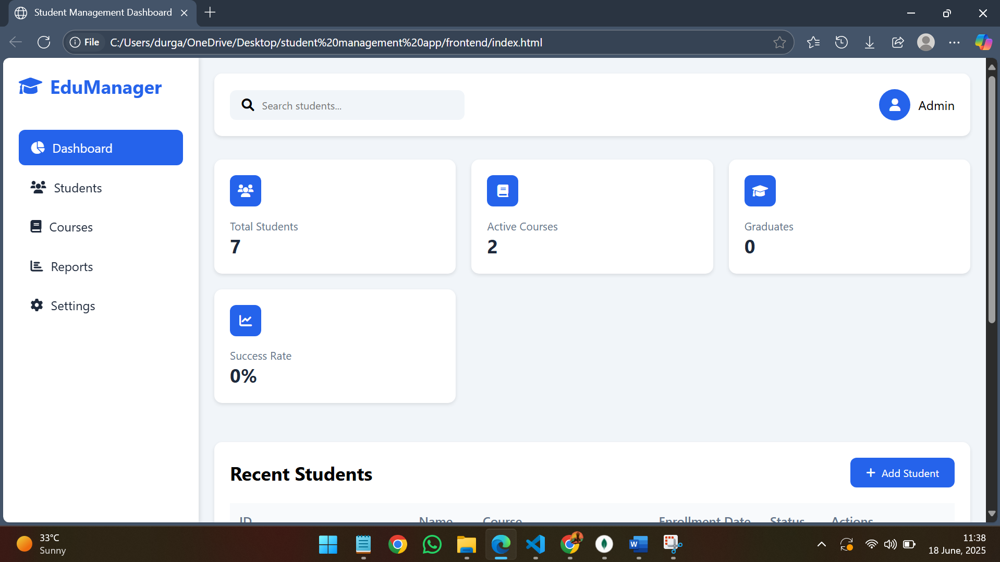 Student Management Dashboard
File
C:/Users/durga/OneDrive/Desktop/student%20management%20app/frontend/index.html
EduManager
Dashboard
Students
Courses
Reports
Settings
Search students...
Admin
Total Students
7
Active Courses
2
Graduates
0
Success Rate
0%
Recent Students
+ Add Student
ID Name Course Enrollment Date Status Actions
33°C
Sunny
11:38
18 June, 2025